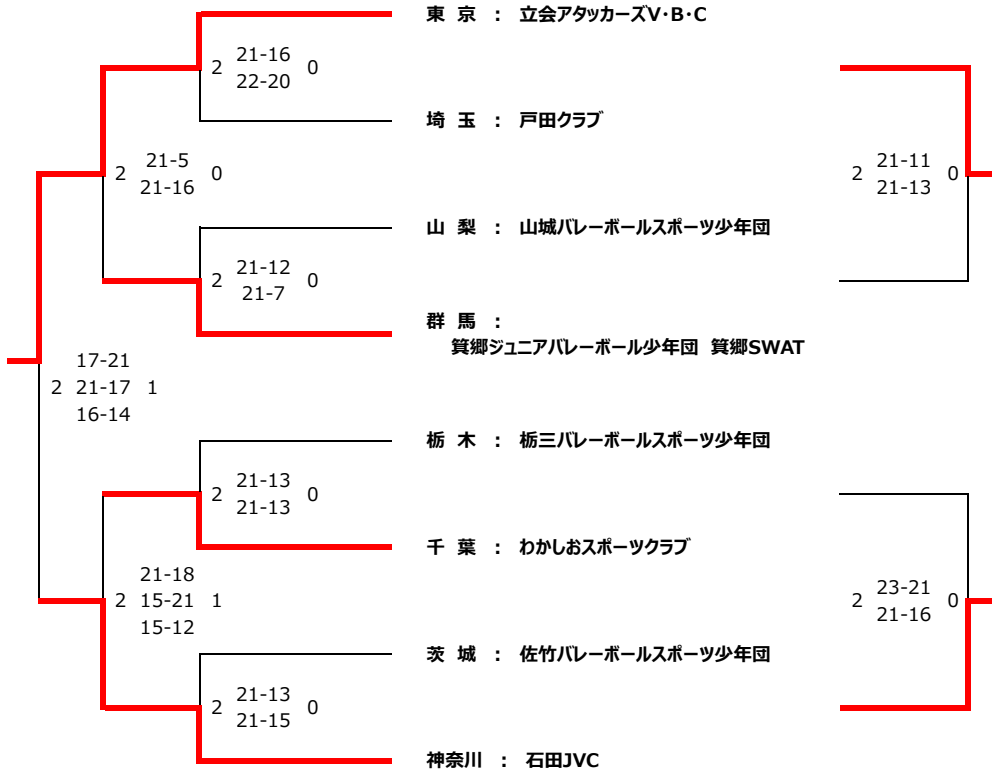 東 京 ： 立会アタッカーズV・B・C
2 21-16 0
22-20
埼 玉 ： 戸田クラブ
2 21-5 0
21-16
2 21-11 0
21-13
山 梨 ： 山城バレーボールスポーツ少年団
2 21-12 0
21-7
群 馬 ：
箕郷ジュニアバレーボール少年団 箕郷SWAT
17-21
2 21-17 1
16-14
栃 木 ： 栃三バレーボールスポーツ少年団
2 21-13 0
21-13
千 葉 ： わかしおスポーツクラブ
21-18
2 15-21 1
15-12
2 23-21 0
21-16
茨 城 ： 佐竹バレーボールスポーツ少年団
2 21-13 0
21-15
神奈川 ： 石田JVC